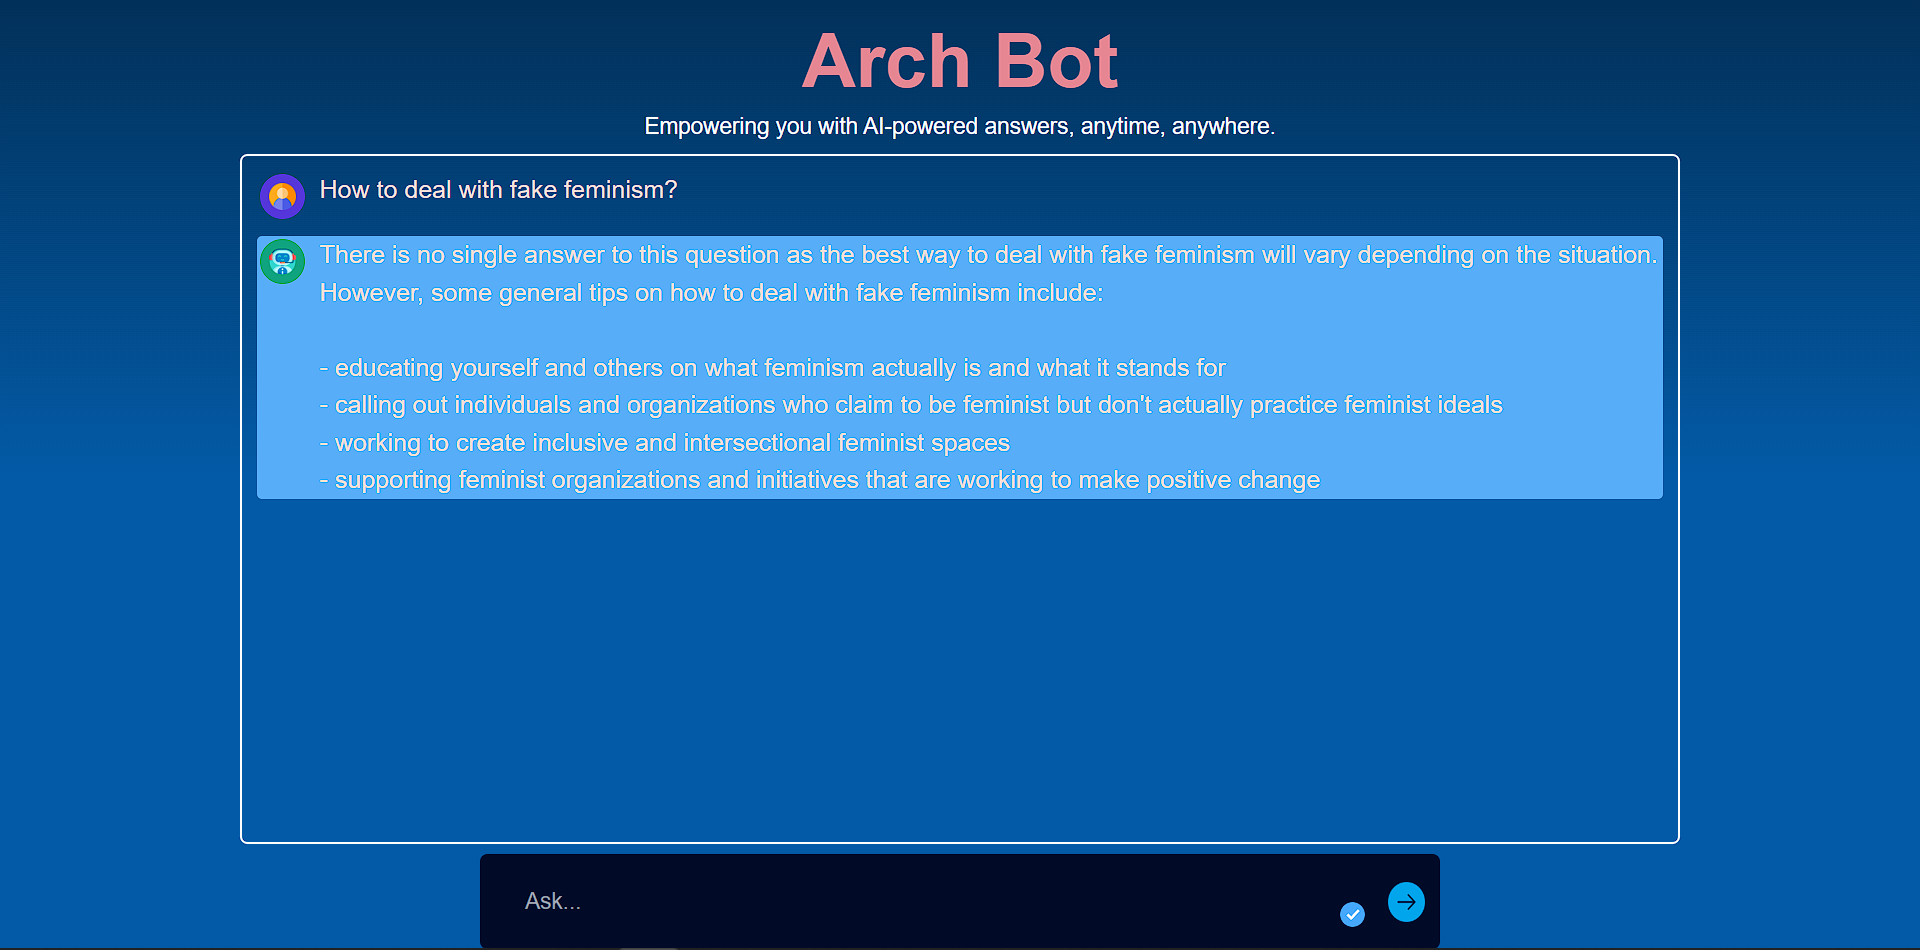 Arch Bot
Empowering you with AI-powered answers, anytime, anywhere.
How to deal with fake feminism?
There is no single answer to this question as the best way to deal with fake feminism will vary depending on the situation.
However, some general tips on how to deal with fake feminism include:
- educating yourself and others on what feminism actually is and what it stands for
- calling out individuals and organizations who claim to be feminist but don't actually practice feminist ideals
- working to create inclusive and intersectional feminist spaces
- supporting feminist organizations and initiatives that are working to make positive change
Ask...